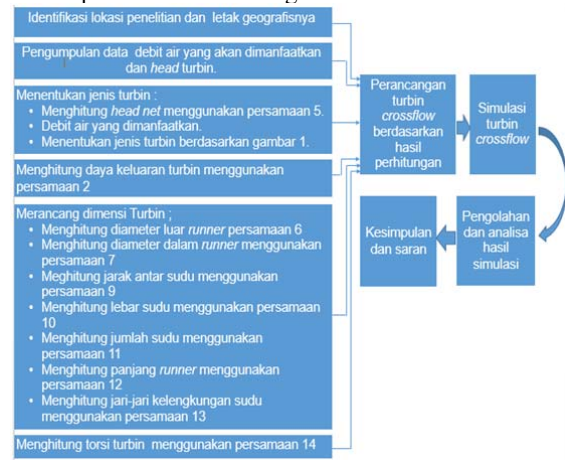 Identifikasi lokasi penelitian dan letak geografisnya
Pengumpulan data debit air yang akan dimanfaatkan
dan head turbin.
Menentukan jenis turbin :
• Menghitung head net menggunakan persamaan 5.
• Debit air yang dimanfaatkan.
• Menentukan jenis turbin berdasarkan gambar 1.
Menghitung daya keluaran turbin menggunakan
persamaan 2
Merancang dimensi Turbin ;
• Menghitung diameter luar runner persamaan 6
• Menghitung diameter dalam runner menggunakan
persamaan 7
• Meghitung jarak antar sudu menggunakan
persamaan 9
• Menghitung lebar sudu menggunakan persamaan
10
• Menghitung jumlah sudu menggunakan
persamaan 11
• Menghitung panjang runner menggunakan
persamaan 12
• Menghitung jari-jari kelengkungan sudu
menggunakan persamaan 13
Menghitung torsi turbin menggunakan persamaan 14
Perancangan
turbin
crossflow
berdasarkan
hasil
perhitungan
Simulasi
turbin
crossflow
Pengolahan
dan analisa
hasil
simulasi
Kesimpulan
dan saran